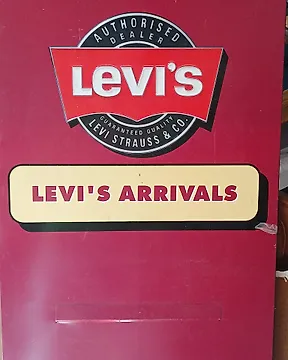 AUTHORISED
DEALER
LEVI'S
GUARANTEED QUALITY
LEVI STRAUSS & CO.
LEVI'S ARRIVALS